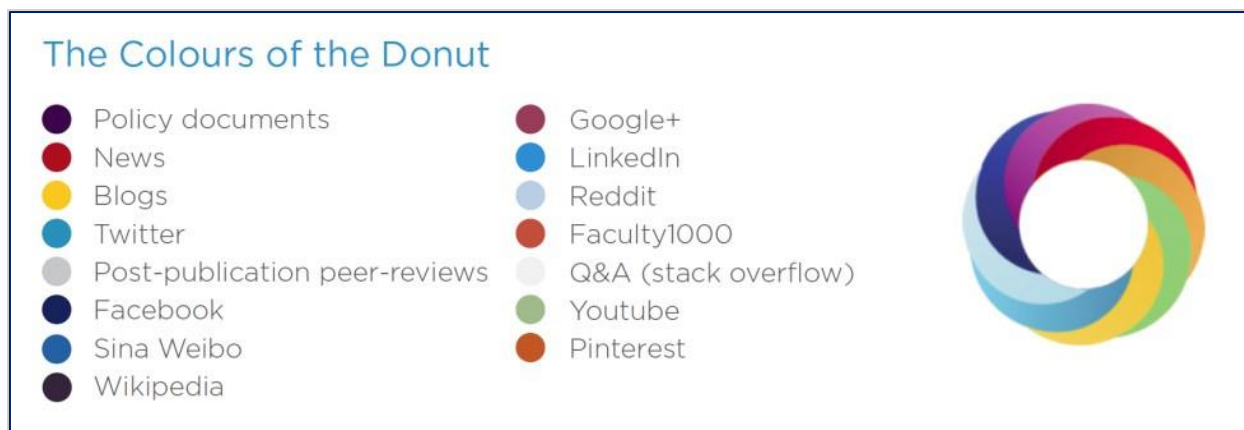 The Colours of the Donut
Policy documents
News
Blogs
Twitter
Post-publication peer-reviews
Facebook
Sina Weibo
Wikipedia
Google+
LinkedIn
Reddit
Faculty1000
Q&A (stack overflow)
Youtube
Pinterest